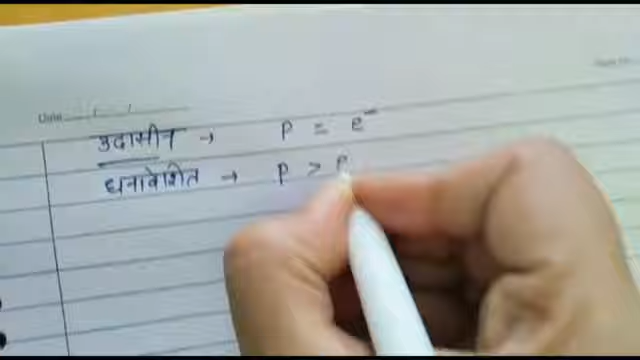 Date
उदासीन → P = e⁻
धनावेशित → P > e